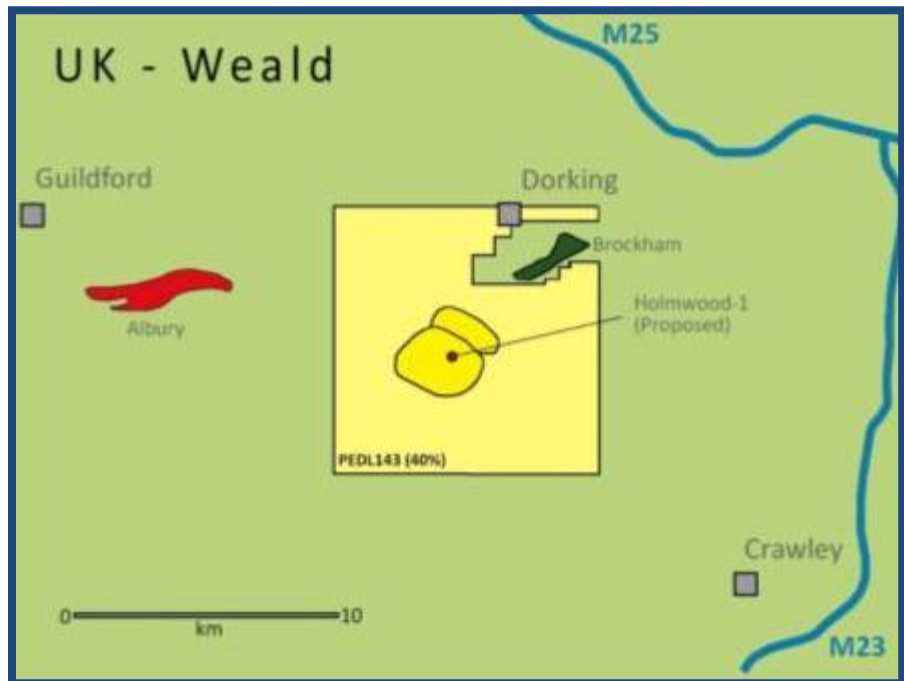 UK - Weald
M25
Guildford
Dorking
Brockham
Holmwood-1
(Proposed)
Albury
PEDL143 (40%)
Crawley
0 10
km
M23